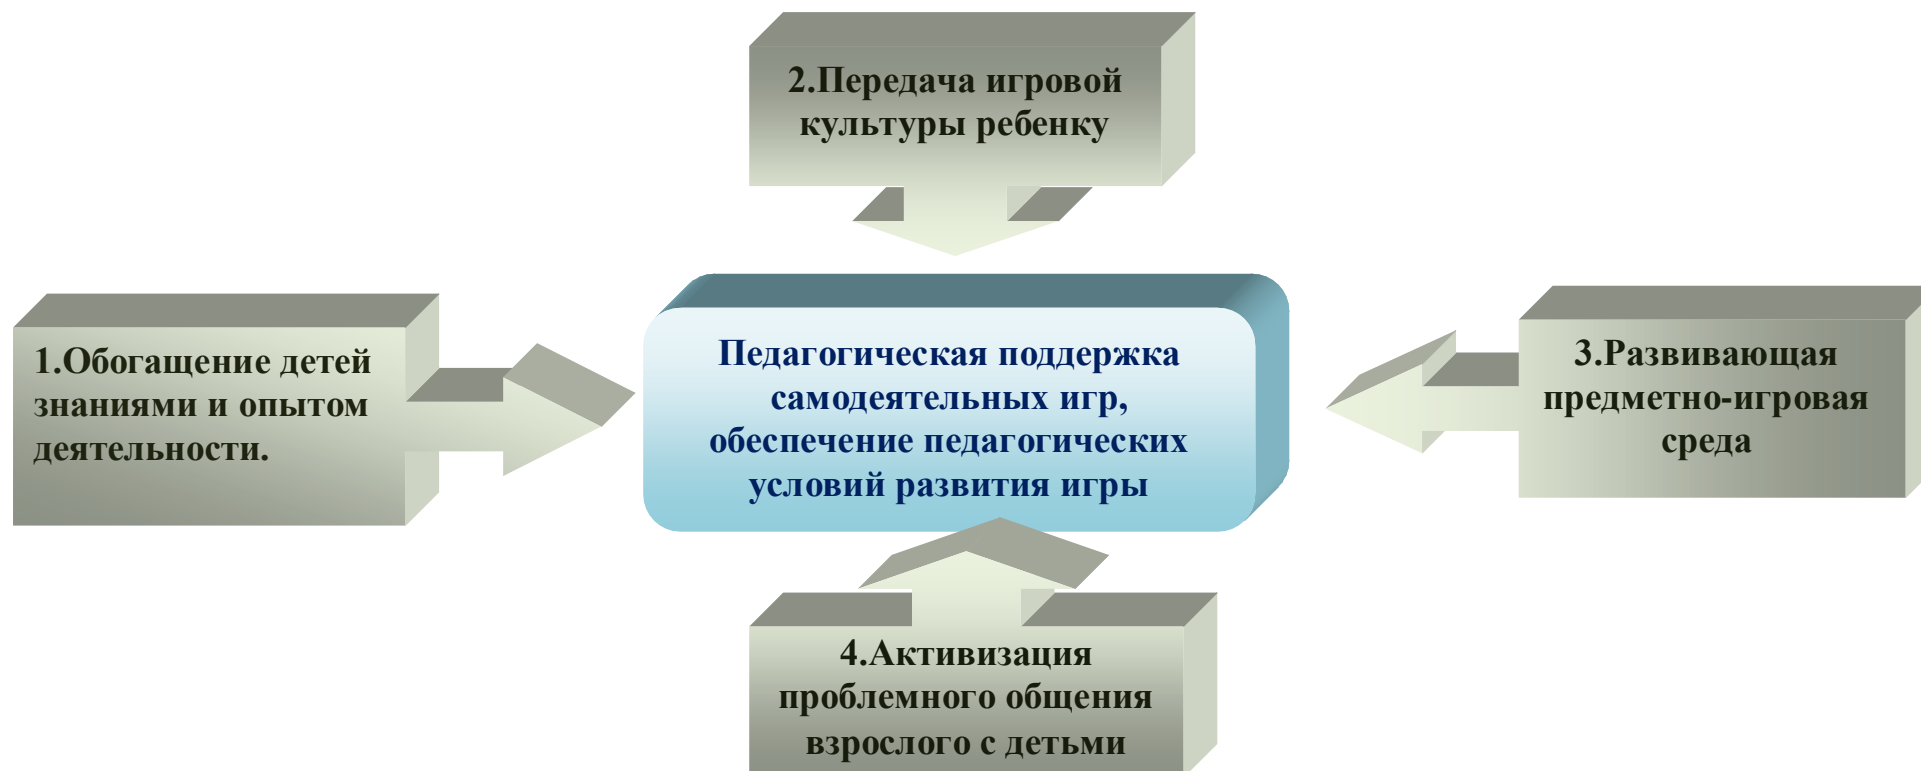 2.Передача игровой
культуры ребенку
1.Обогащение детей
знаниями и опытом
деятельности.
Педагогическая поддержка
самодеятельных игр,
обеспечение педагогических
условий развития игры
3.Развивающая
предметно-игровая
среда
4.Активизация
проблемного общения
взрослого с детьми